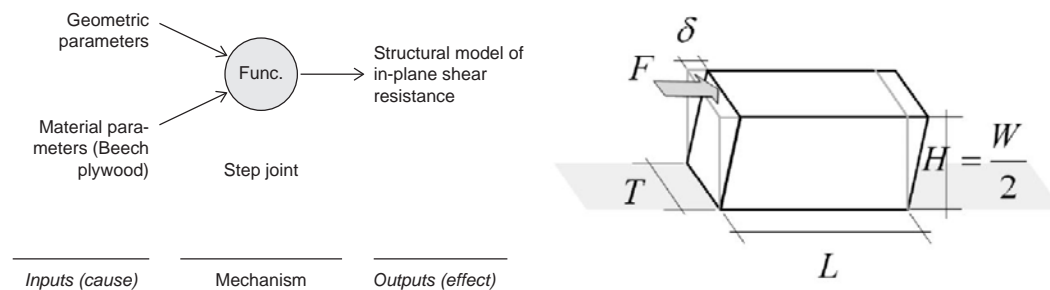 Geometric
parameters
Func.
Structural model of
in-plane shear
resistance
Material para-
meters (Beech
plywood)
Step joint
Inputs (cause)
Mechanism
Outputs (effect)
δ
F
H = W/2
T
L